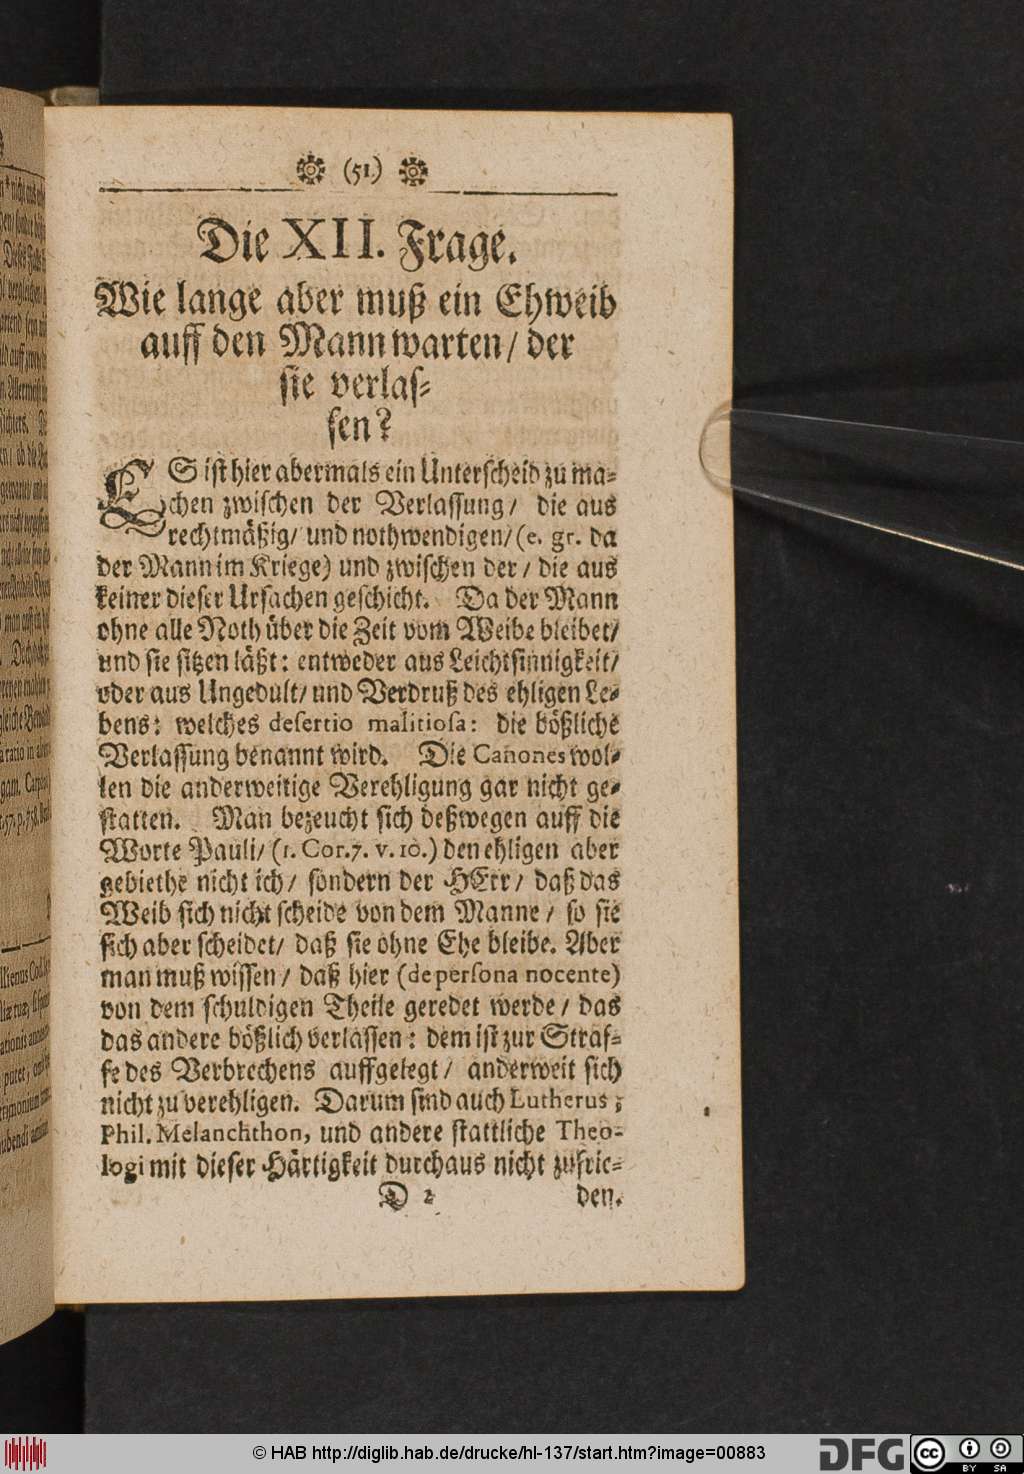 (51.)
Die XII. Frage.
Wie lange aber muß ein Ehweib
auff den Mann warten/ der
sie verlas-
sen?
ES ist hier abermals ein Unterscheid zu ma-
chen zwischen der Verlassung/ die aus
rechtmäßig/ und nothwendigen/ (e. gr. da
der Mann im Kriege) und zwischen der/ die aus
keiner dieser Ursachen geschicht. Da der Mann
ohne alle Noth über die Zeit vom Weibe bleibet/
und sie sitzen läßt: entweder aus Leichtsinnigkeit/
oder aus Ungedult/ und Verdruß des ehligen Le-
bens: welches desertio malitiosa: die bößliche
Verlassung benannt wird. Die Canones wol-
len die anderweitige Verehligung gar nicht ge-
statten. Man bezeucht sich deßwegen auff die
Worte Pauli/ (1. Cor. 7. v. 10.) den ehligen aber
gebiethe nicht ich/ sondern der HErr/ daß das
Weib sich nicht scheide von dem Manne/ so sie
sich aber scheidet/ daß sie ohne Ehe bleibe. Aber
man muß wissen/ daß hier (de persona nocente)
von dem schuldigen Theile geredet werde/ das
das andere bößlich verlassen: dem ist zur Straf-
fe des Verbrechens auffgelegt/ anderweit sich
nicht zu verehligen. Darum sind auch Lutherus,
Phil. Melanchthon, und andere stattliche Theo-
logi mit dieser Härtigkeit durchaus nicht zufrie-
D 2 den.
© HAB http://diglib.hab.de/drucke/hl-137/start.htm?image=00883
DFG
cc BY SA